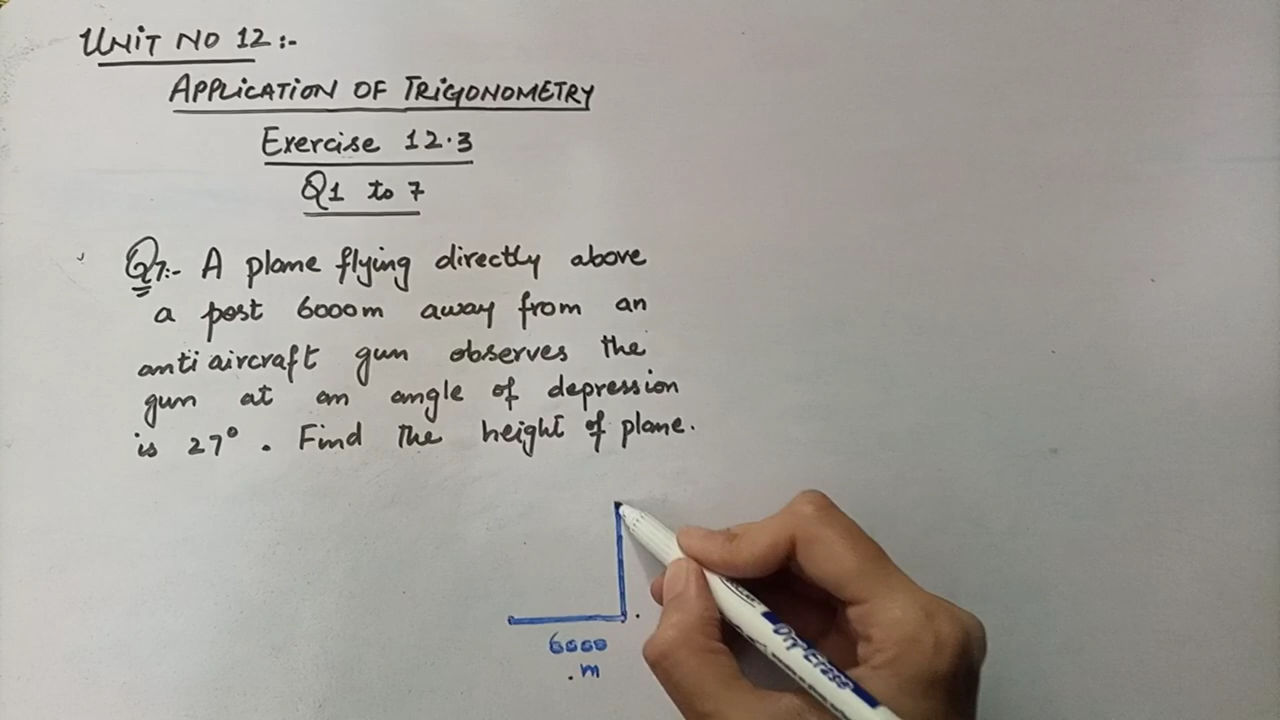 UNIT NO 12:-
APPLICATION OF TRIGONOMETRY
Exercise 12.3
Q1 to 7
Q7:- A plane flying directly above
a post 6000m away from an
anti aircraft gun observes the
gun at an angle of depression
is 27°. Find the height of plane.
6000
m
Dry Erase